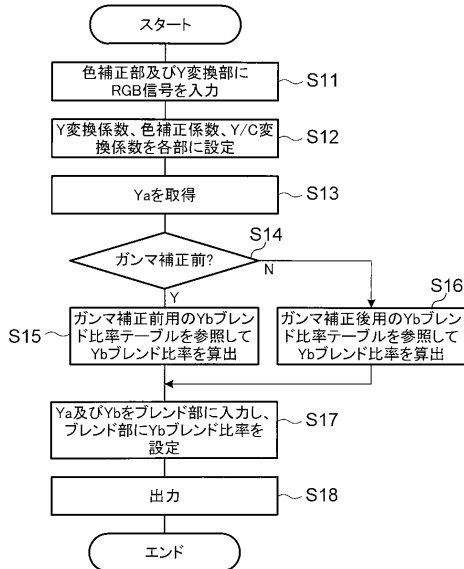 スタート
色補正部及びY変換部に
RGB信号を入力
S11
Y変換係数、色補正係数、Y/C変
換係数を各部に設定
S12
Yaを取得
S13
ガンマ補正前?
S14
N
Y
S15
ガンマ補正前用のYbブレン
ド比率テーブルを参照して
Ybブレンド比率を算出
S16
ガンマ補正後用のYbブレン
ド比率テーブルを参照して
Ybブレンド比率を算出
Ya及びYbをブレンド部に入力し、
ブレンド部にYbブレンド比率を
設定
S17
出力
S18
エンド